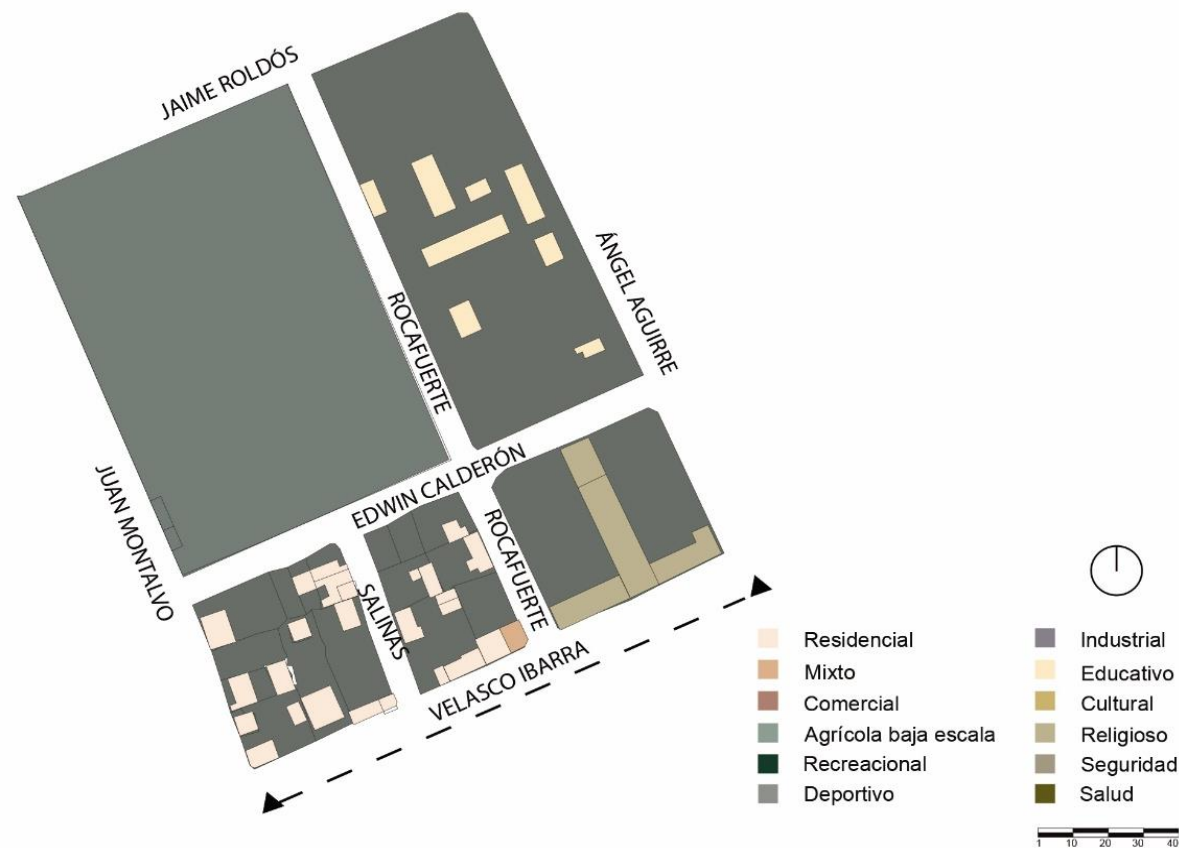 JAIME ROLDÓS
ÁNGEL AGUIRRE
ROCAFUERTE
JUAN MONTALVO
EDWIN CALDERÓN
ROCAFUERTE
SALINAS
VELASCO IBARRA
Residencial
Mixto
Comercial
Agrícola baja escala
Recreacional
Deportivo
Industrial
Educativo
Cultural
Religioso
Seguridad
Salud
1 10 20 30 40